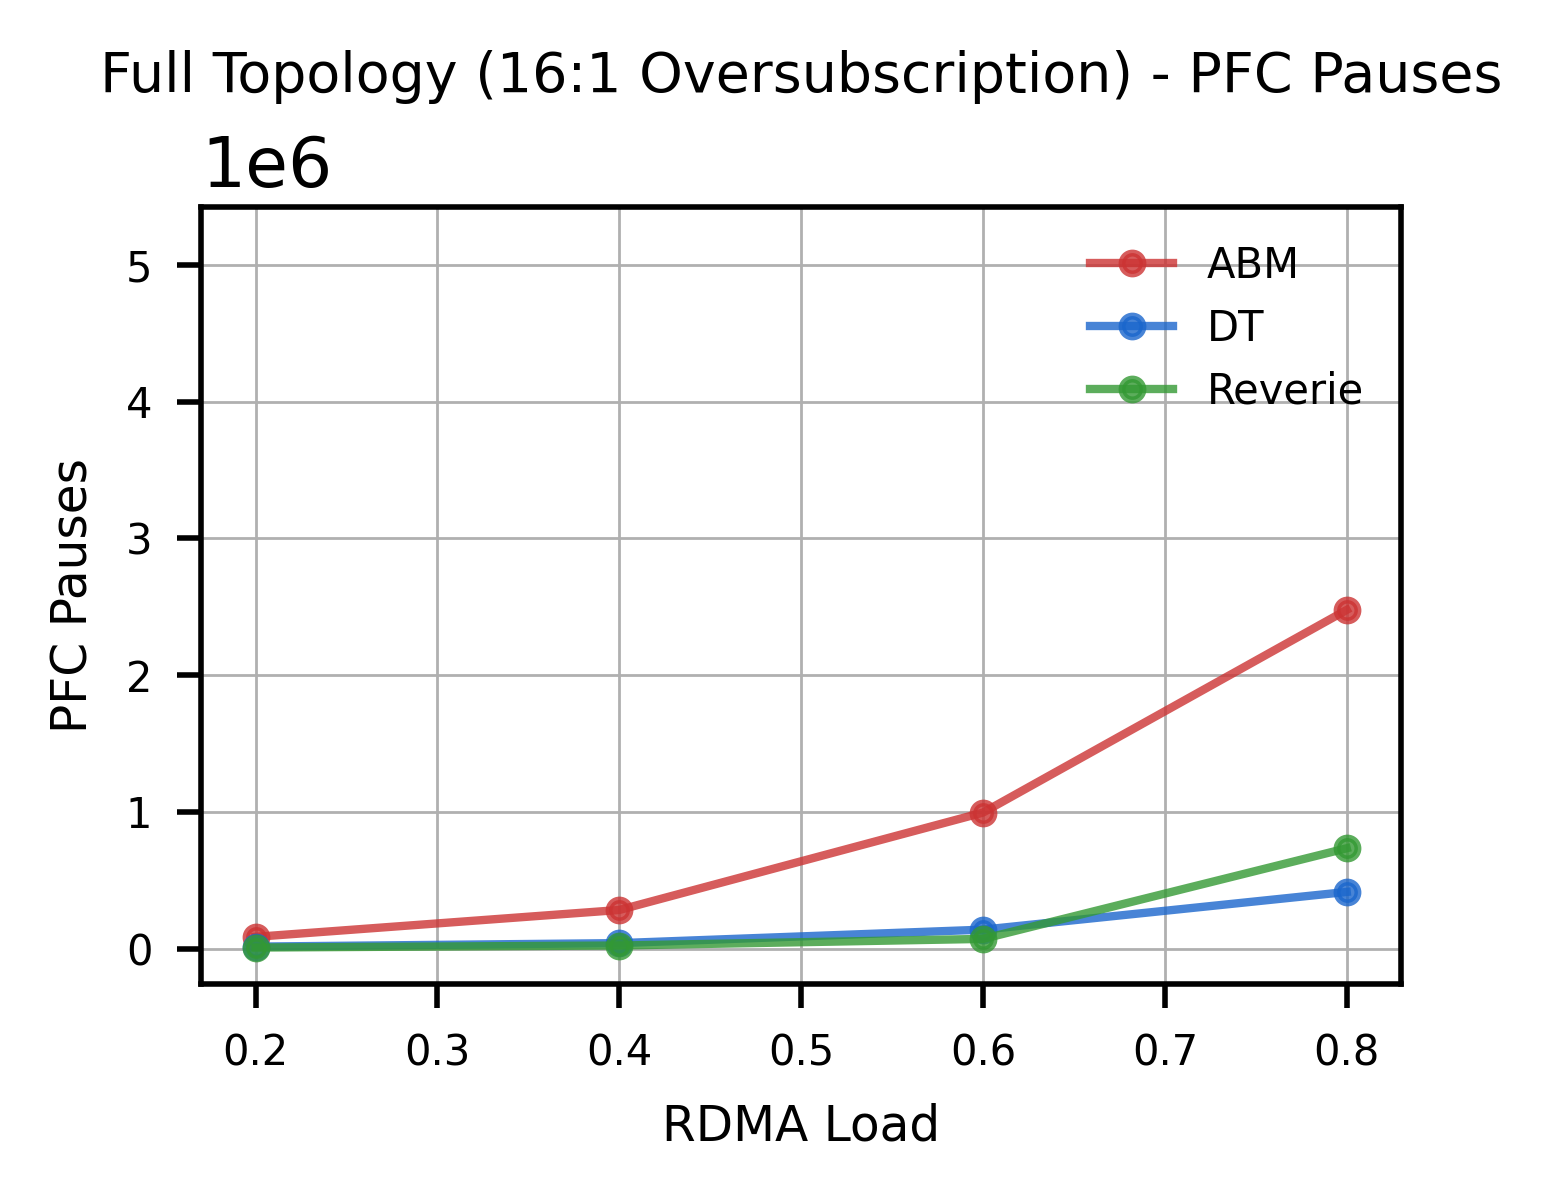 Full Topology (16:1 Oversubscription) - PFC Pauses
1e6
5
4
3
2
1
0
PFC Pauses
ABM
DT
Reverie
0.2 0.3 0.4 0.5 0.6 0.7 0.8
RDMA Load